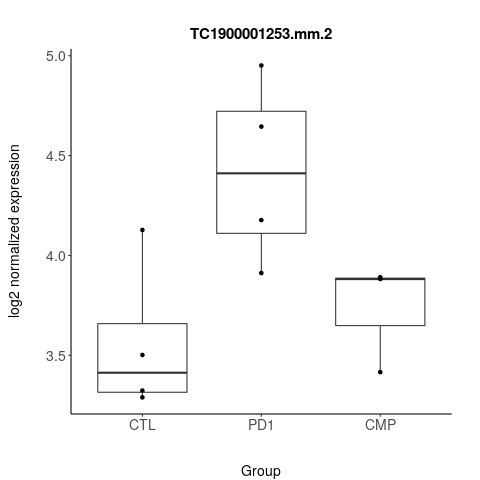 TC1900001253.mm.2
log2 normalized expression
5.0
4.5
4.0
3.5
CTL PD1 CMP
Group